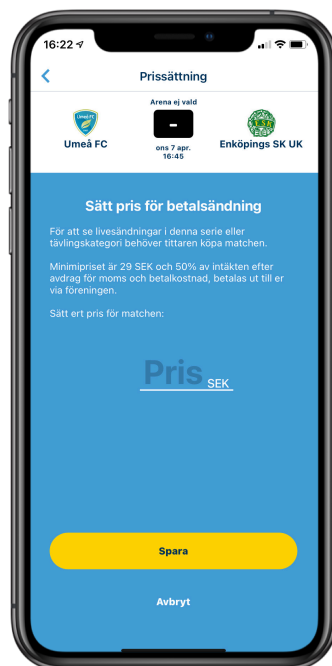 16:22
Prissättning
Arena ej vald
Umeå FC
-
Umeå FC
ESK
Enköpings SK UK
ons 7 apr.
16:45
Sätt pris för betalsändning
För att se livesändningar i denna serie eller
tävlingskategori behöver tittaren köpa matchen.
Minimipriset är 29 SEK och 50% av intäkten efter
avdrag för moms och betalkostnad, betalas ut till er
via föreningen.
Sätt ert pris för matchen:
Pris SEK
Spara
Avbryt